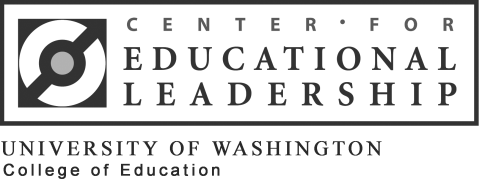 CENTER • FOR
EDUCATIONAL
LEADERSHIP
UNIVERSITY OF WASHINGTON
College of Education